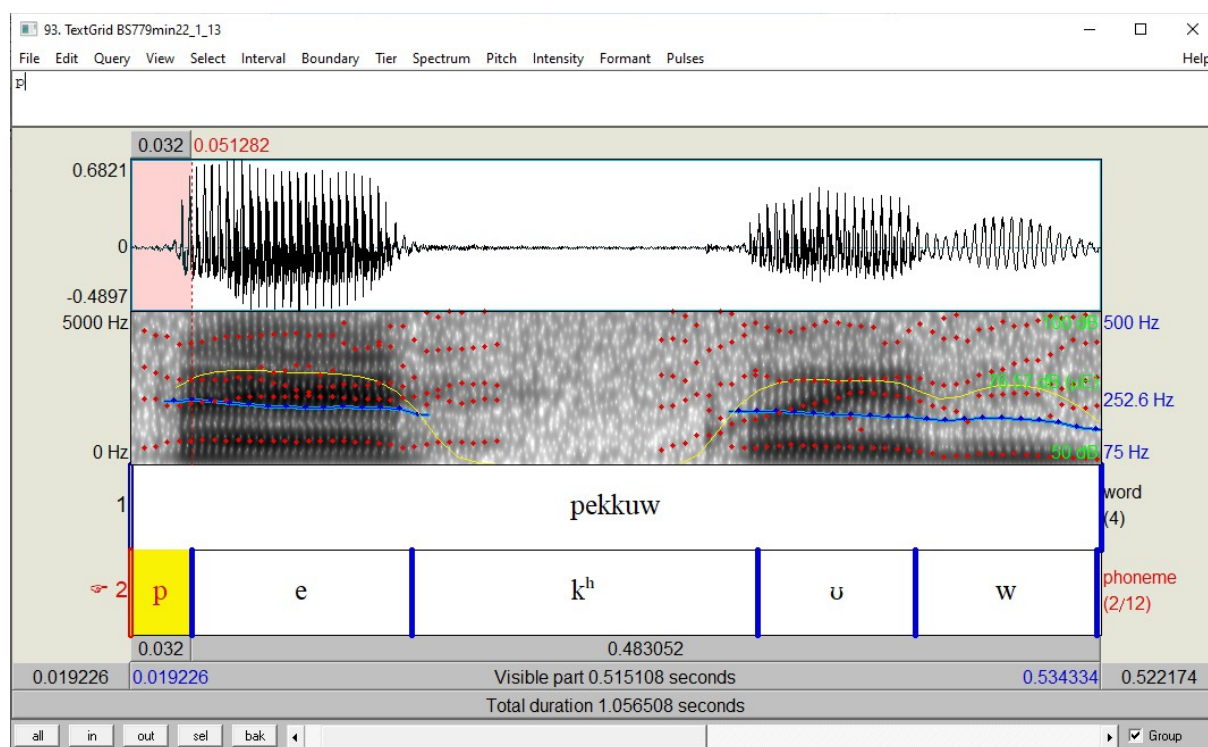 93. TextGrid BS779min22_1_13
File Edit Query View Select Interval Boundary Tier Spectrum Pitch Intensity Formant Pulses Help
p
0.032 0.051282
0.6821
0
-0.4897
5000 Hz 100 dB 500 Hz
252.6 Hz
0 Hz 50 dB 75 Hz
1 pekkuw word
(4)
☞ 2 p e kʰ ʊ w phoneme
(2/12)
0.032 0.483052
0.019226 0.019226 Visible part 0.515108 seconds 0.534334 0.522174
Total duration 1.056508 seconds
all in out sel bak Group